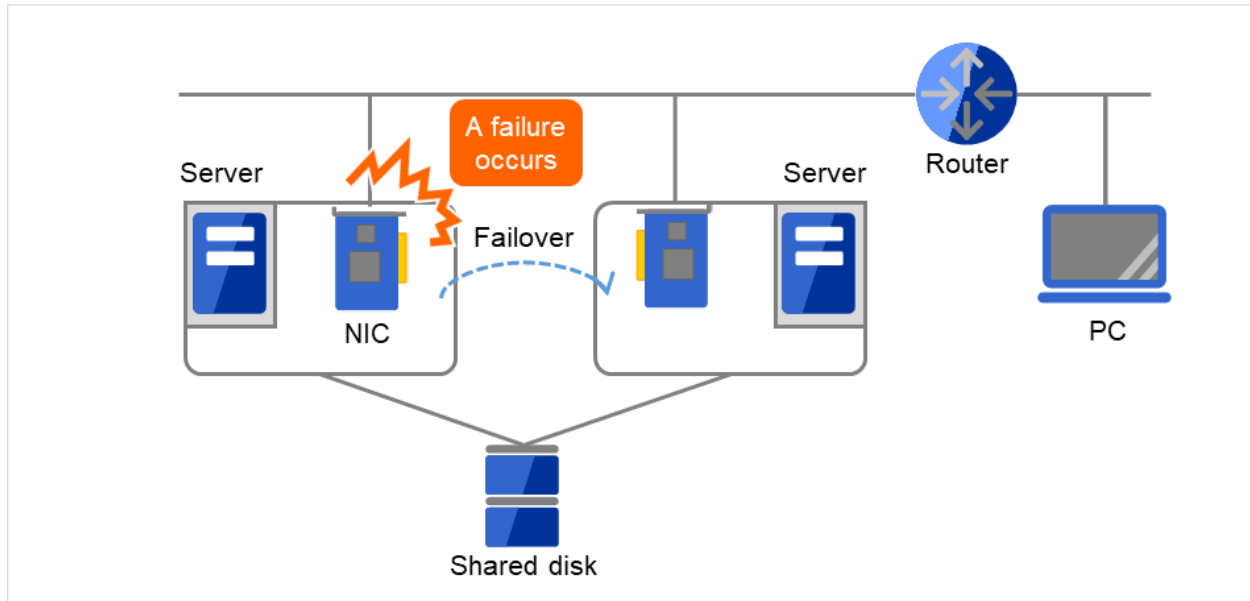 A failure
occurs
Router
Server
Server
Failover
NIC
PC
Shared disk